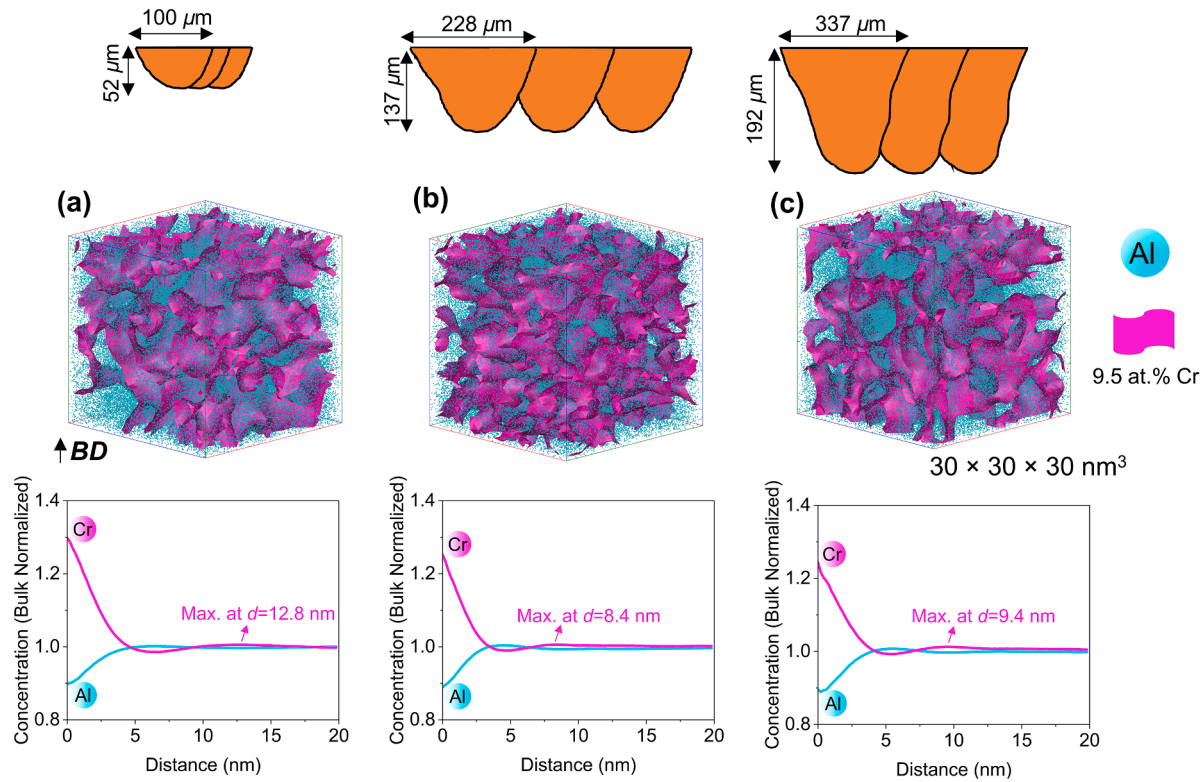 100 µm
52 µm
228 µm
137 µm
337 µm
192 µm
(a)
(b)
(c)
Al
9.5 at.% Cr
BD
30 × 30 × 30 nm³
Concentration (Bulk Normalized)
1.4
1.2
1.0
0.8
Cr
Max. at d=12.8 nm
Al
0 5 10 15 20
Distance (nm)
Concentration (Bulk Normalized)
1.4
1.2
1.0
0.8
Cr
Max. at d=8.4 nm
Al
0 5 10 15 20
Distance (nm)
Concentration (Bulk Normalized)
1.4
1.2
1.0
0.8
Cr
Max. at d=9.4 nm
Al
0 5 10 15 20
Distance (nm)